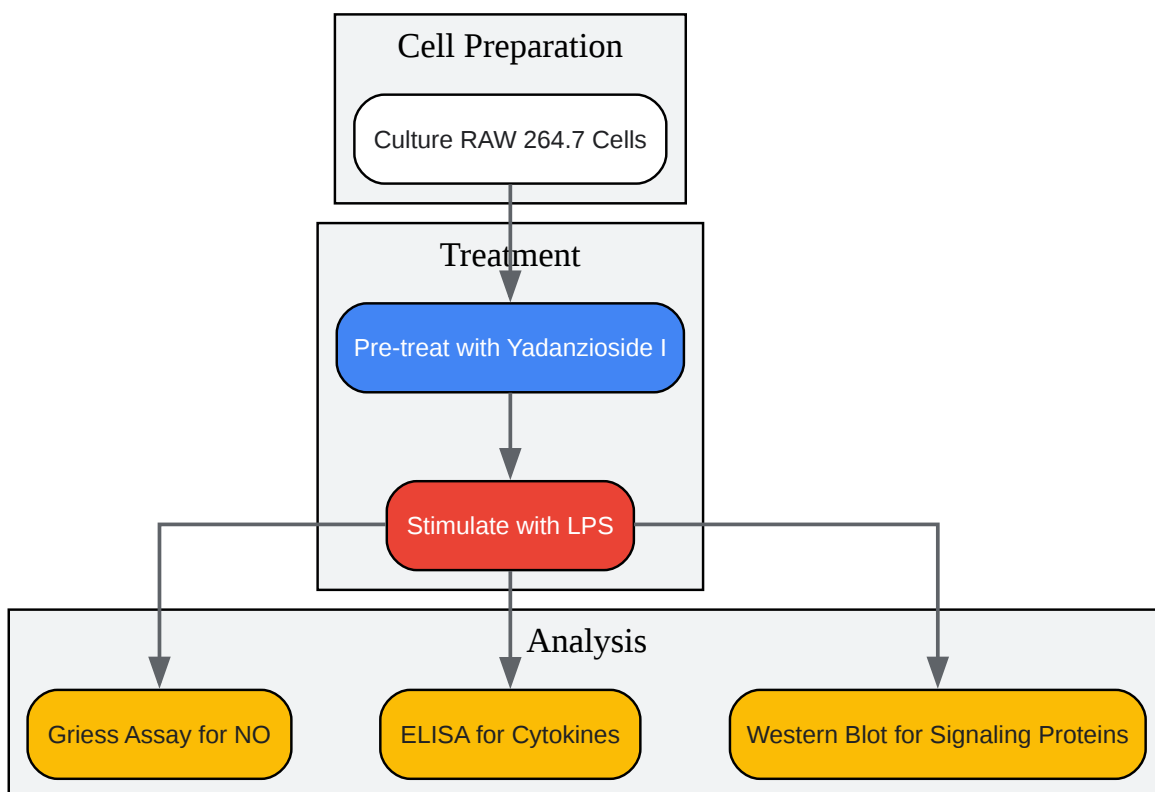 Cell Preparation
Culture RAW 264.7 Cells
Treatment
Pre-treat with Yadanzioside I
Stimulate with LPS
Analysis
Griess Assay for NO
ELISA for Cytokines
Western Blot for Signaling Proteins